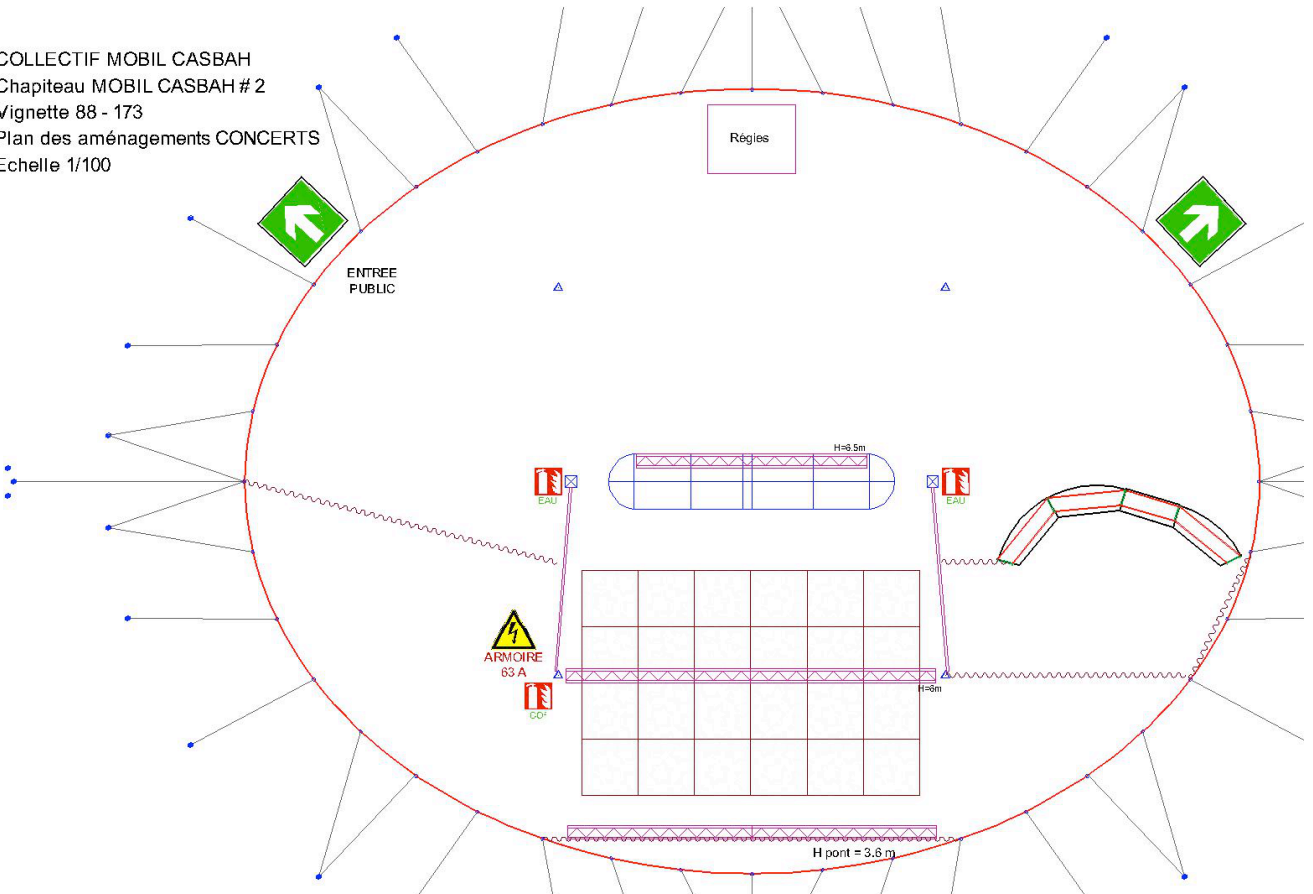 COLLECTIF MOBIL CASBAH
Chapiteau MOBIL CASBAH # 2
Vignette 88 - 173
Plan des aménagements CONCERTS
Echelle 1/100
Régies
ENTREE
PUBLIC
H=6.5m
EAU
EAU
ARMOIRE
63 A
H=6m
CO²
H pont = 3.6 m